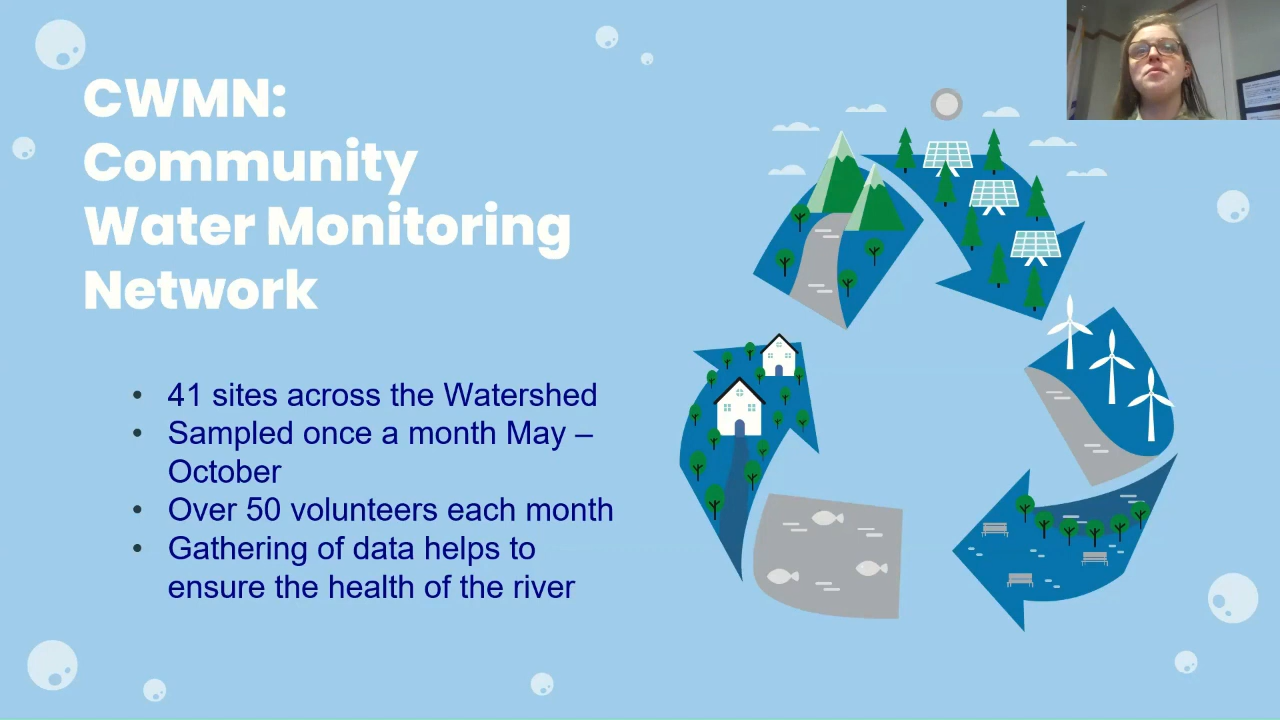 CWMN:
Community
Water Monitoring
Network
• 41 sites across the Watershed
• Sampled once a month May –
October
• Over 50 volunteers each month
• Gathering of data helps to
ensure the health of the river